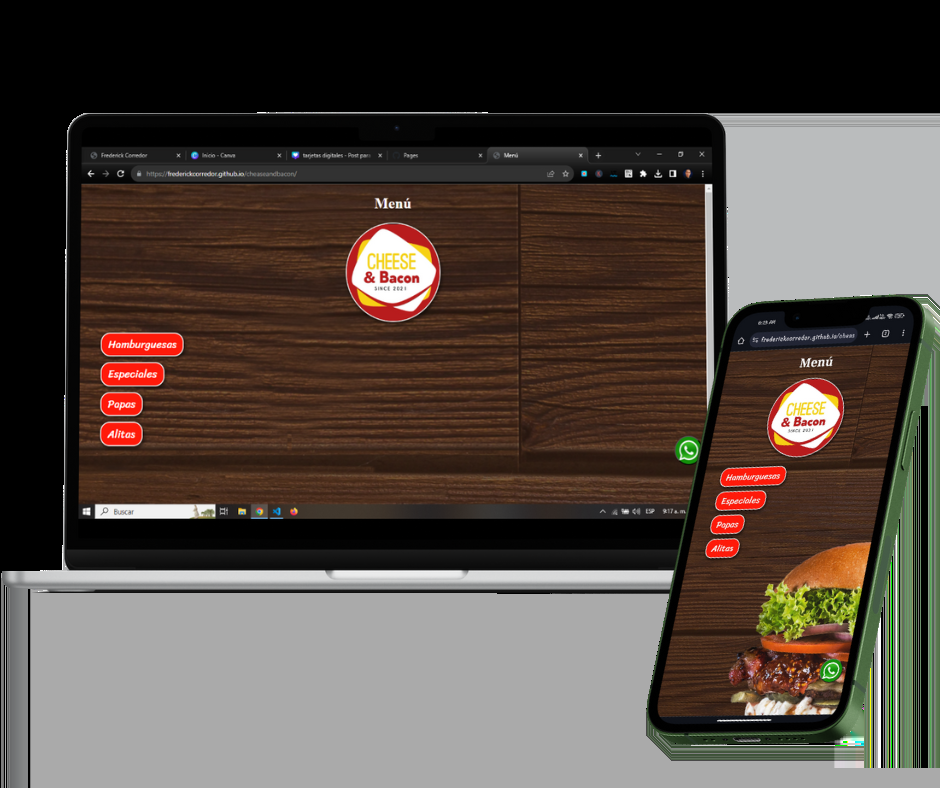 Frederick Corredor
Inicio - Canva
tarjetas digitales - Post para
Pages
Menú
https://frederickcorredor.github.io/cheaseandbacon/
Menú
CHEESE
& Bacon
SINCE 2021
Hamburguesas
Especiales
Papas
Alitas
Buscar
ESP
9:17 a. m.
9:19 AM
frederickcorredor.github.io/cheas
Menú
CHEESE
& Bacon
SINCE 2021
Hamburguesas
Especiales
Papas
Alitas